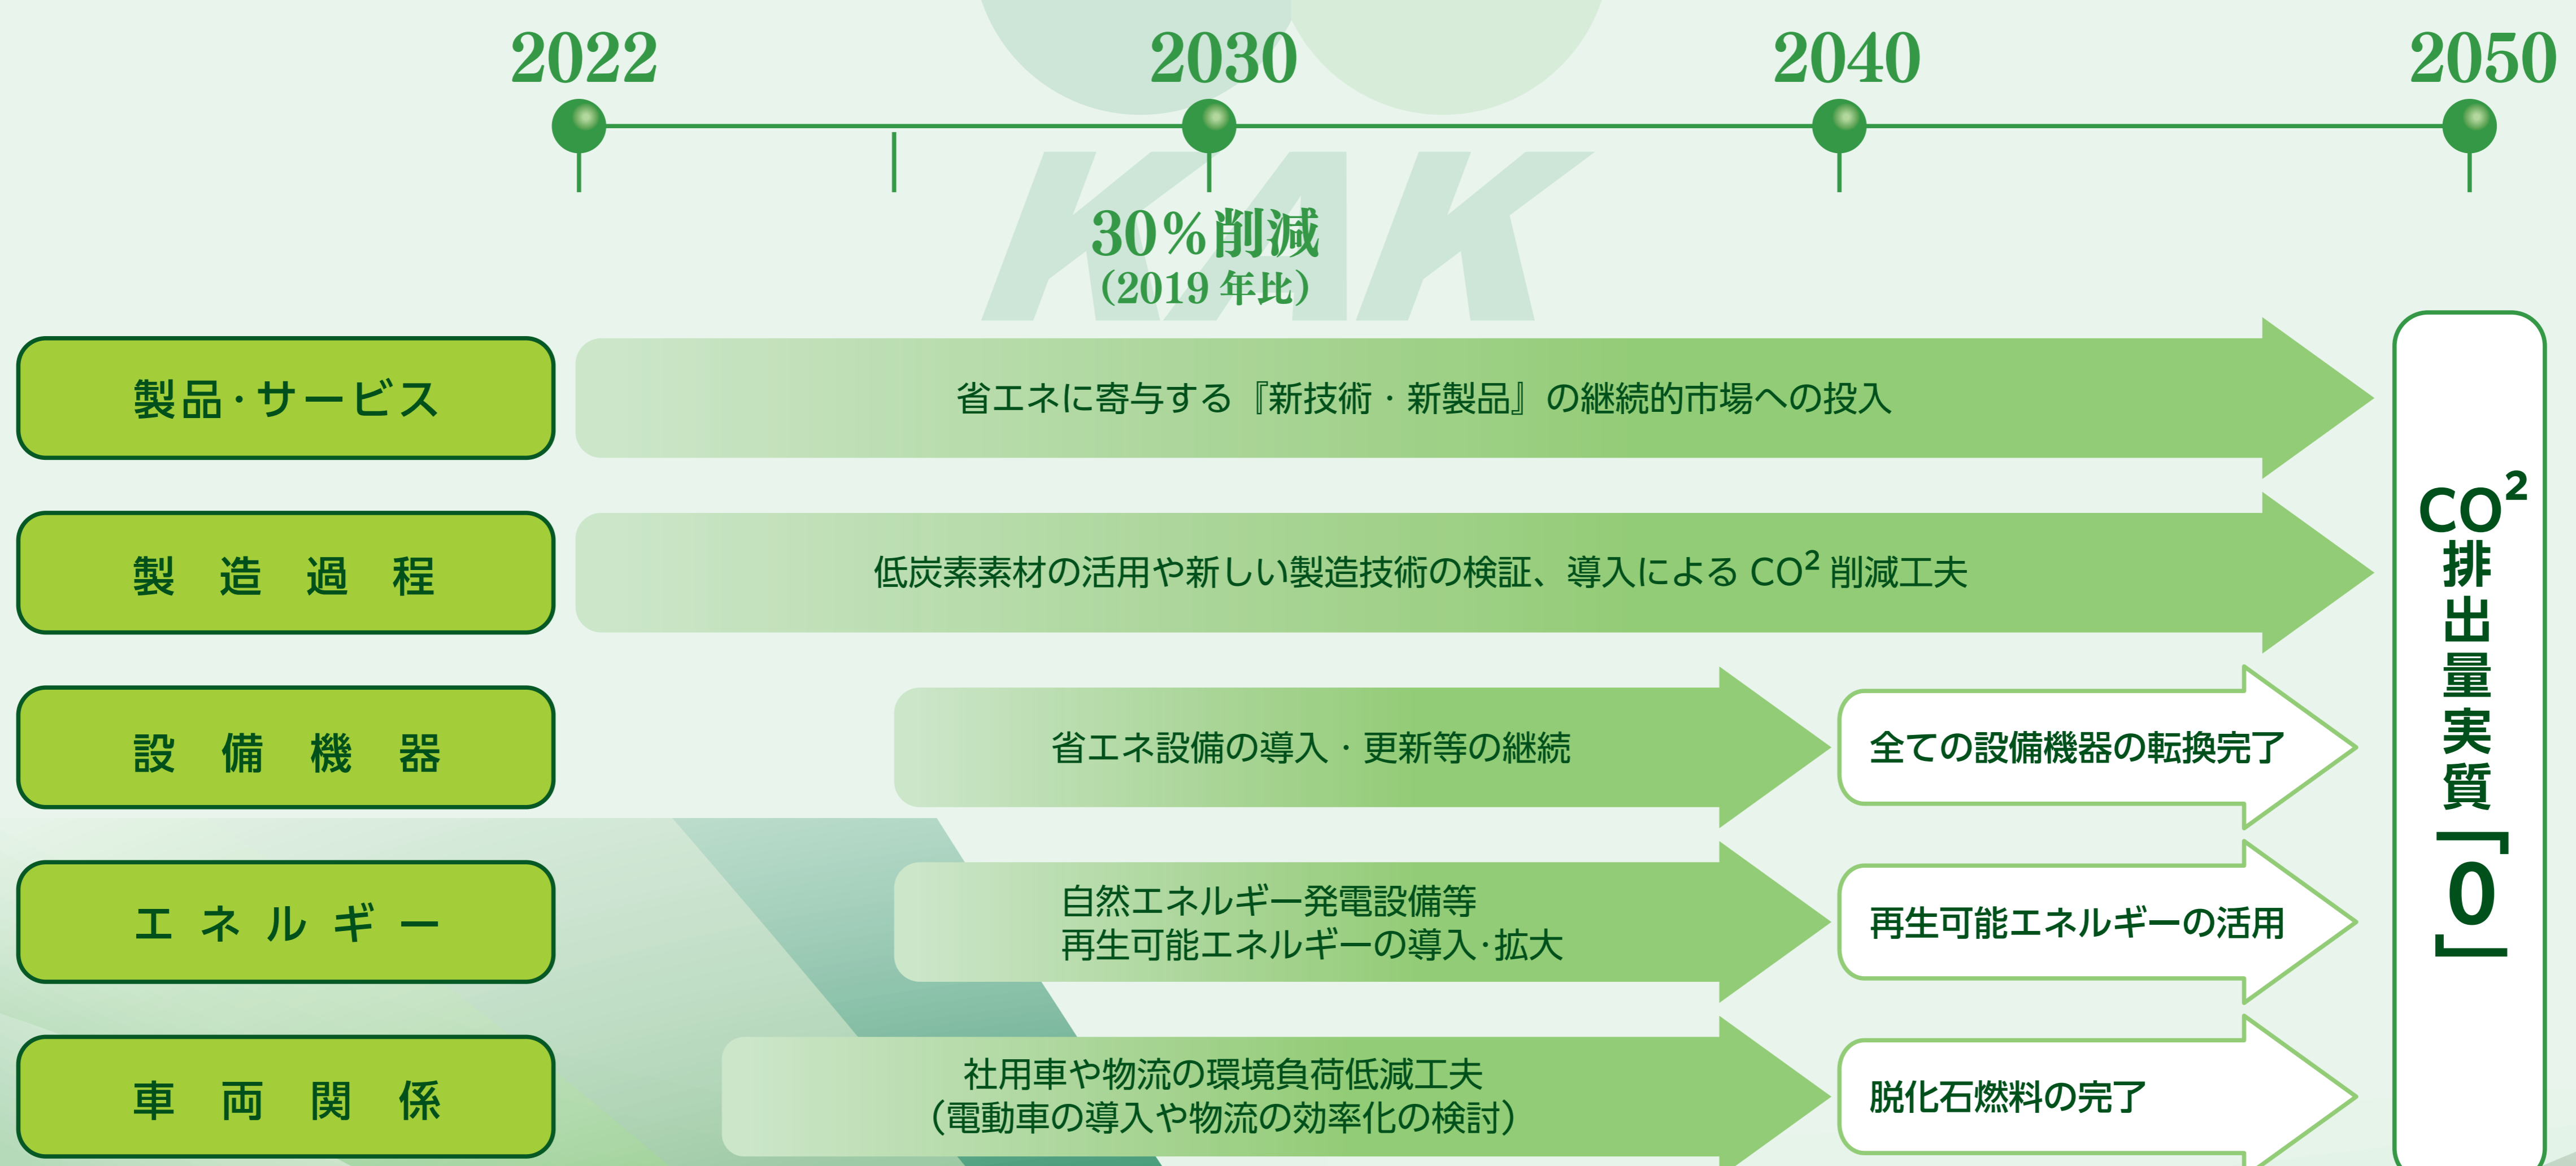 2022
2030
2040
2050
KAK
30%削減
（2019 年比）
製品・サービス
省エネに寄与する『新技術・新製品』の継続的市場への投入
製造過程
低炭素素材の活用や新しい製造技術の検証、導入による CO² 削減工夫
設備機器
省エネ設備の導入・更新等の継続
全ての設備機器の転換完了
エネルギー
自然エネルギー発電設備等
再生可能エネルギーの導入・拡大
再生可能エネルギーの活用
車両関係
社用車や物流の環境負荷低減工夫
（電動車の導入や物流の効率化の検討）
脱化石燃料の完了
CO²排出量実質「0」